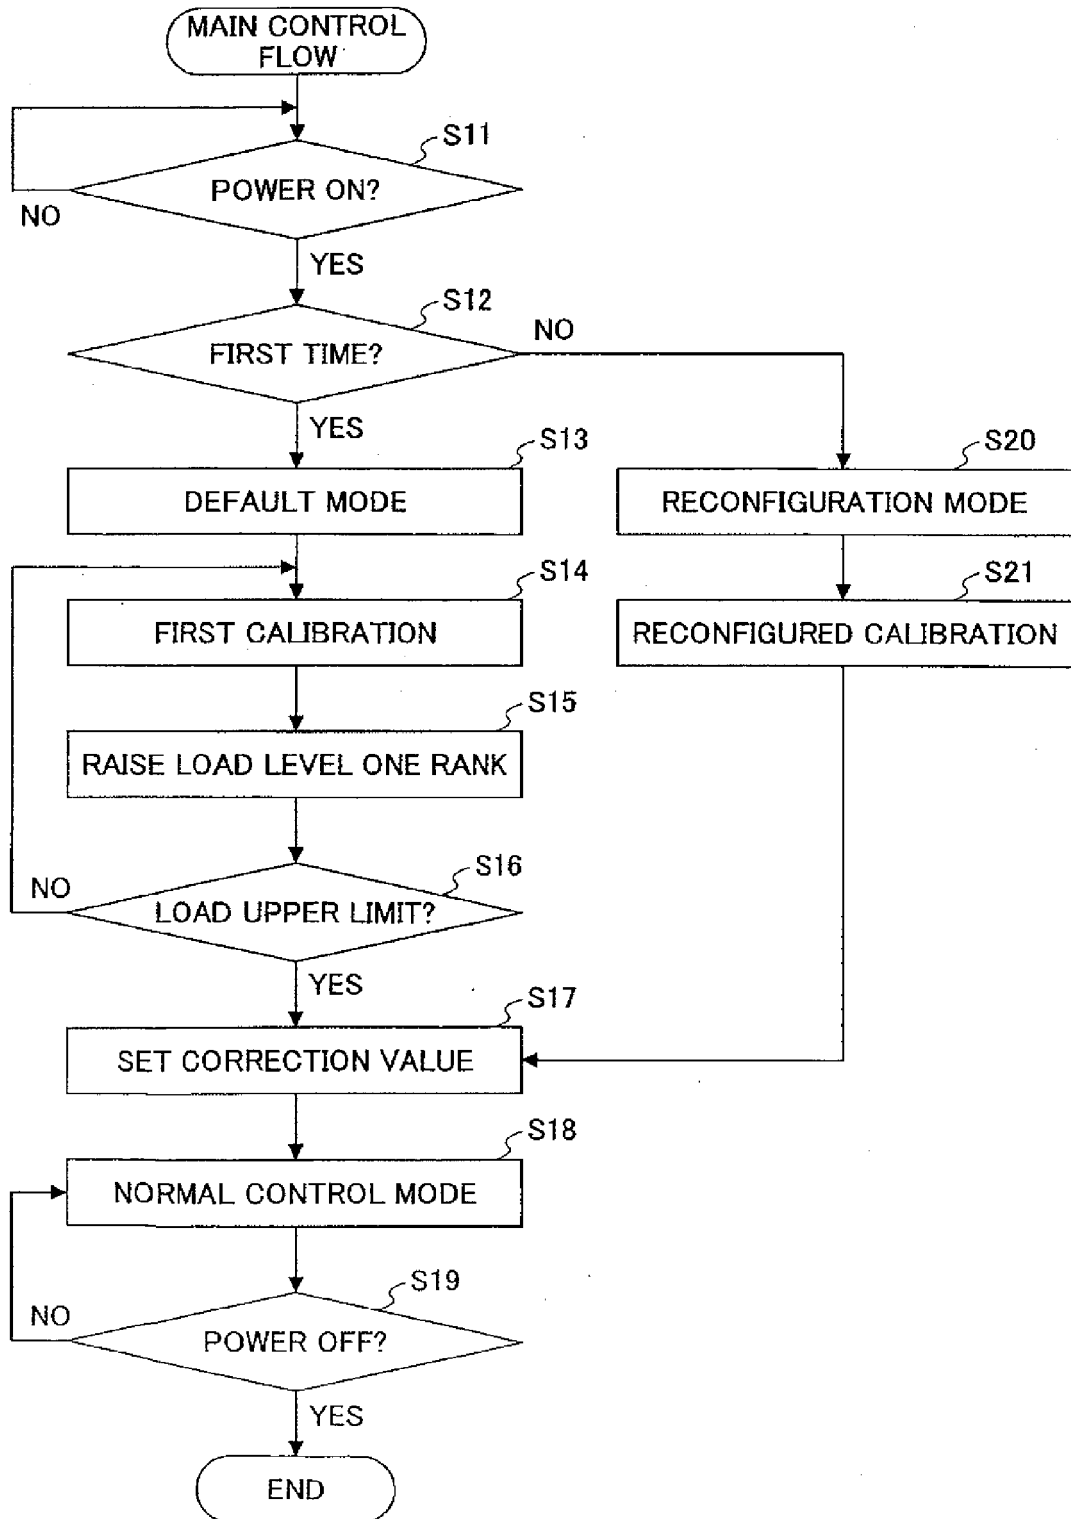 MAIN CONTROL
FLOW
S11
POWER ON?
NO
YES
S12
FIRST TIME?
NO
YES
S13
DEFAULT MODE
S20
RECONFIGURATION MODE
S14
FIRST CALIBRATION
S21
RECONFIGURED CALIBRATION
S15
RAISE LOAD LEVEL ONE RANK
S16
LOAD UPPER LIMIT?
NO
YES
S17
SET CORRECTION VALUE
S18
NORMAL CONTROL MODE
S19
POWER OFF?
NO
YES
END